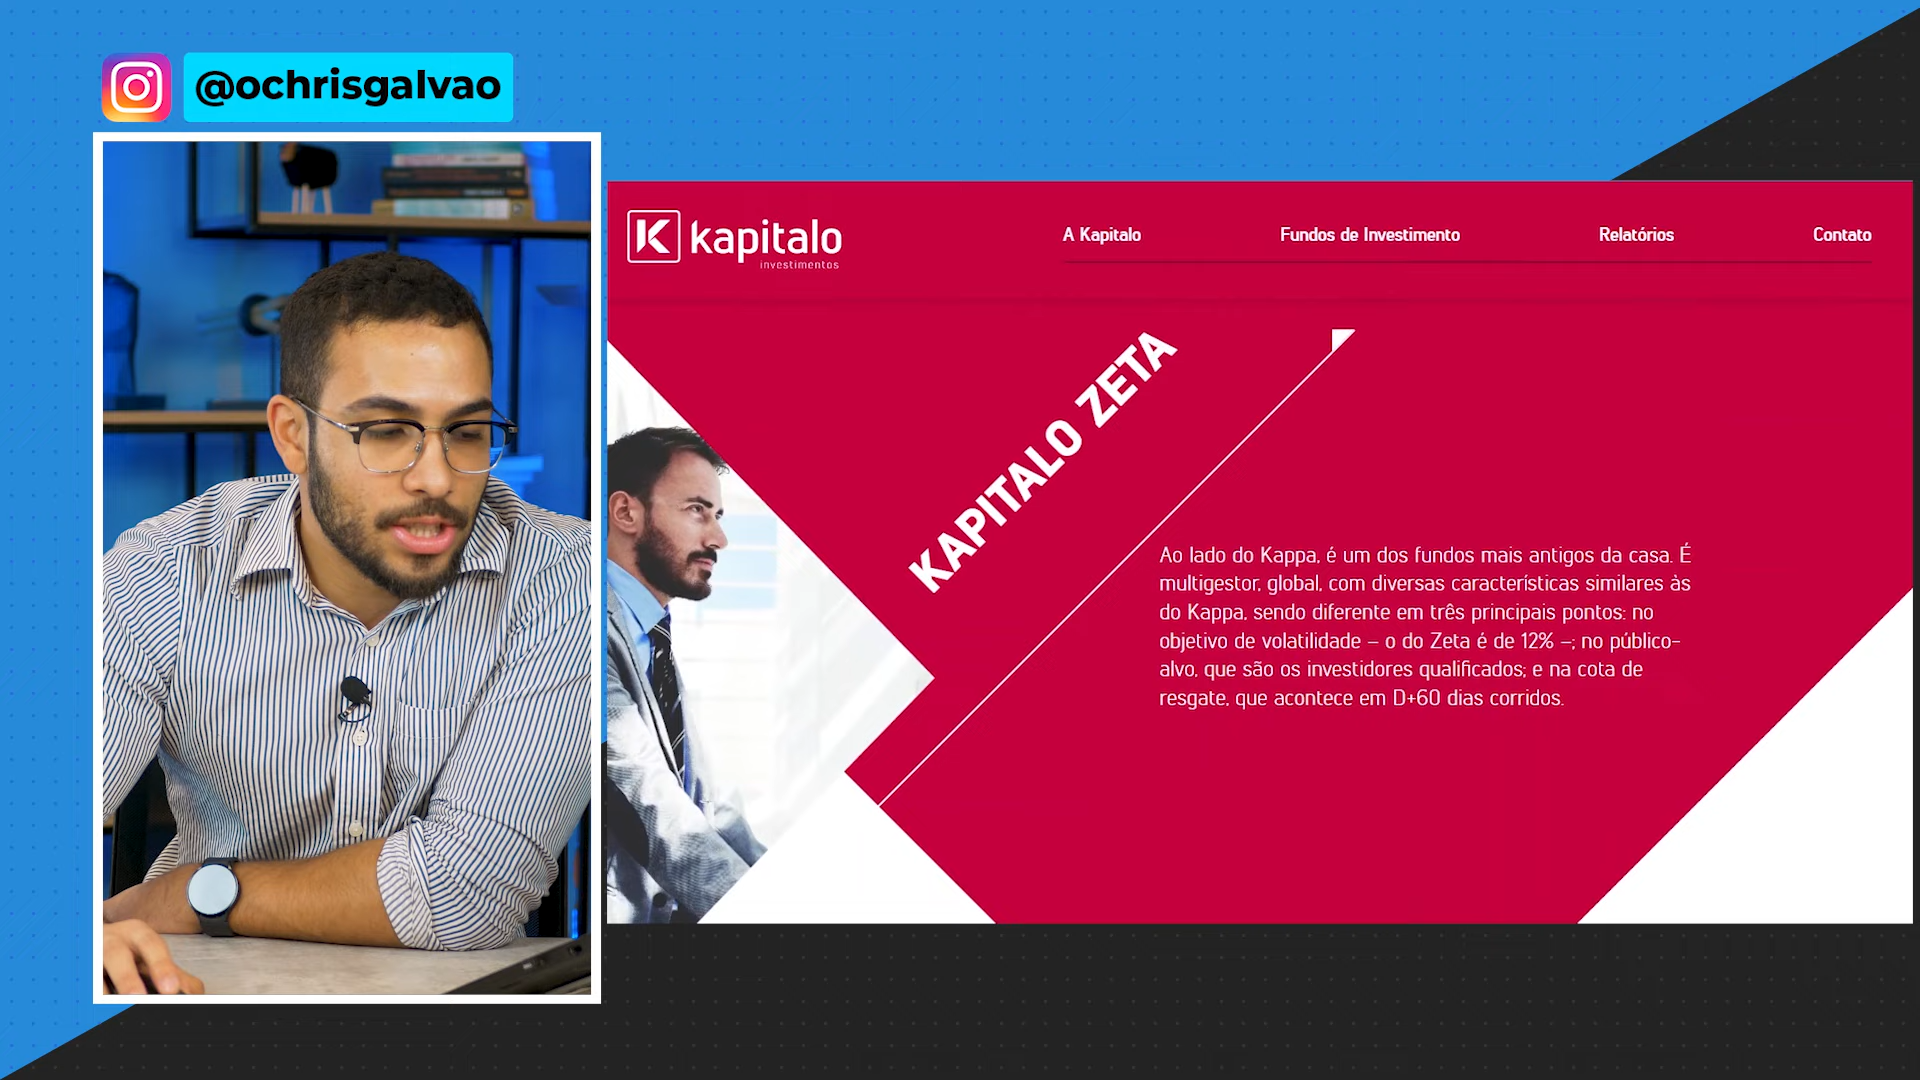 @ochrisgalvao
K kapitalo
investimentos
A Kapitalo
Fundos de Investimento
Relatórios
Contato
KAPITALO ZETA
Ao lado do Kappa, é um dos fundos mais antigos da casa. É
multigestor, global, com diversas características similares às
do Kappa, sendo diferente em três principais pontos: no
objetivo de volatilidade – o do Zeta é de 12% –; no público-
alvo, que são os investidores qualificados; e na cota de
resgate, que acontece em D+60 dias corridos.